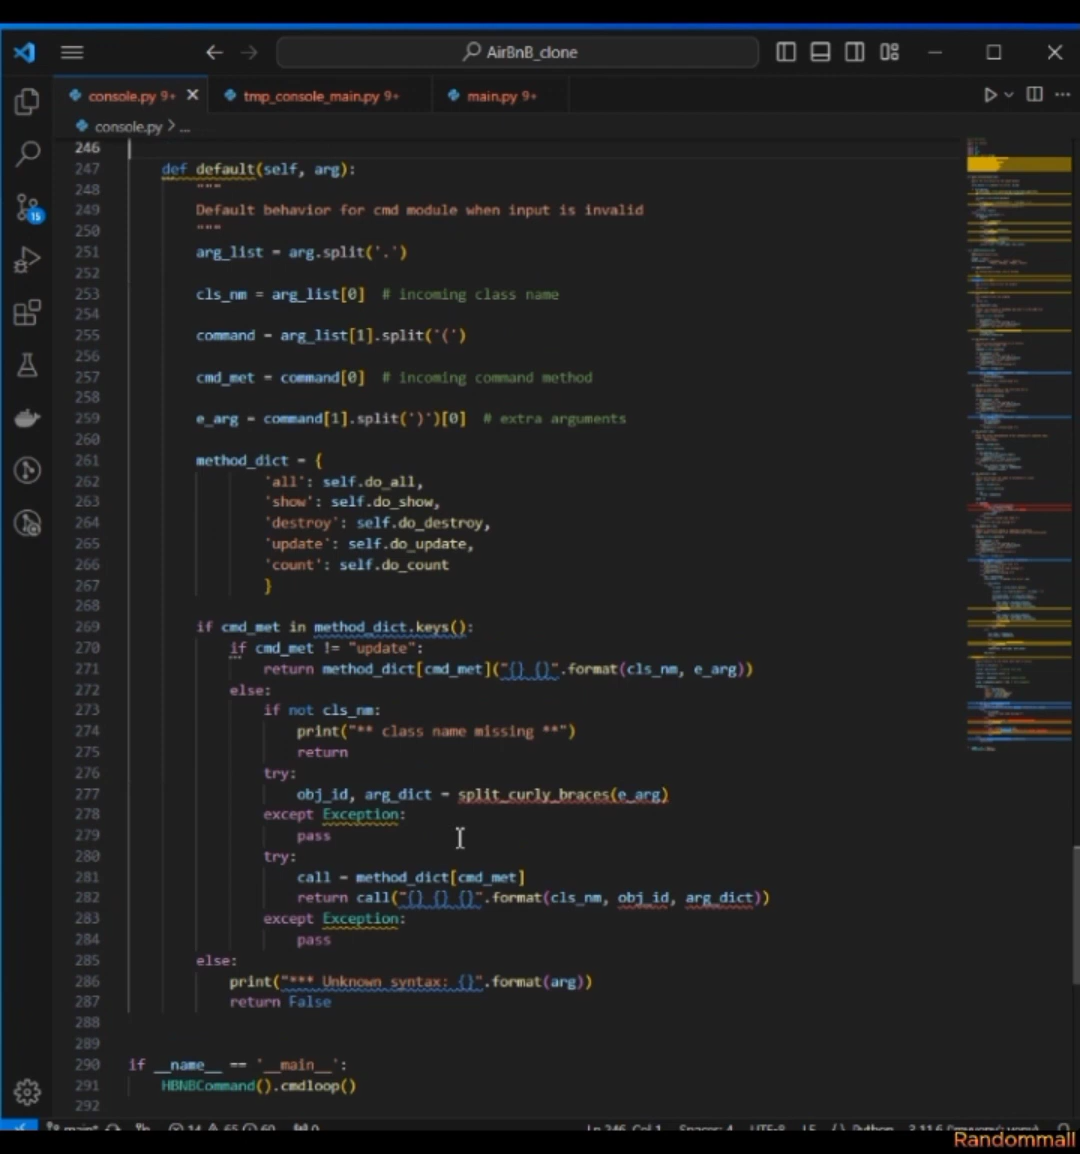 AirBnB_clone
console.py 9+ tmp_console_main.py 9+ main.py 9+
console.py > ...
15
246
247 def default(self, arg):
248 """
249 Default behavior for cmd module when input is invalid
250 """
251 arg_list = arg.split('.')
252
253 cls_nm = arg_list[0] # incoming class name
254
255 command = arg_list[1].split('(')
256
257 cmd_met = command[0] # incoming command method
258
259 e_arg = command[1].split(')')[0] # extra arguments
260
261 method_dict = {
262 'all': self.do_all,
263 'show': self.do_show,
264 'destroy': self.do_destroy,
265 'update': self.do_update,
266 'count': self.do_count
267 }
268
269 if cmd_met in method_dict.keys():
270 if cmd_met != "update":
271 return method_dict[cmd_met]("{} {}".format(cls_nm, e_arg))
272 else:
273 if not cls_nm:
274 print("** class name missing **")
275 return
276 try:
277 obj_id, arg_dict = split_curly_braces(e_arg)
278 except Exception:
279 pass
280 try:
281 call = method_dict[cmd_met]
282 return call("{} {} {}".format(cls_nm, obj_id, arg_dict))
283 except Exception:
284 pass
285 else:
286 print("*** Unknown syntax: {}".format(arg))
287 return False
288
289
290 if __name__ == '__main__':
291 HBNBCommand().cmdloop()
292
Randommall